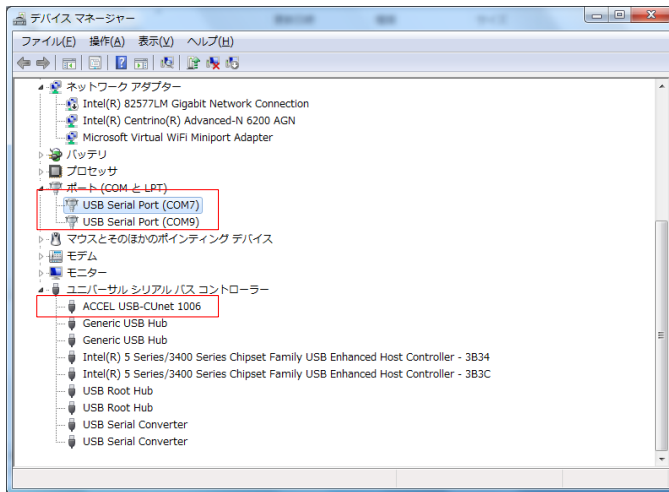 デバイス マネージャー
ファイル(F) 操作(A) 表示(V) ヘルプ(H)
ネットワーク アダプター
Intel(R) 82577LM Gigabit Network Connection
Intel(R) Centrino(R) Advanced-N 6200 AGN
Microsoft Virtual WiFi Miniport Adapter
バッテリ
プロセッサ
ポート (COM と LPT)
USB Serial Port (COM7)
USB Serial Port (COM9)
マウスとそのほかのポインティング デバイス
モデム
モニター
ユニバーサル シリアル バス コントローラー
ACCEL USB-CUnet 1006
Generic USB Hub
Generic USB Hub
Intel(R) 5 Series/3400 Series Chipset Family USB Enhanced Host Controller - 3B34
Intel(R) 5 Series/3400 Series Chipset Family USB Enhanced Host Controller - 3B3C
USB Root Hub
USB Root Hub
USB Serial Converter
USB Serial Converter